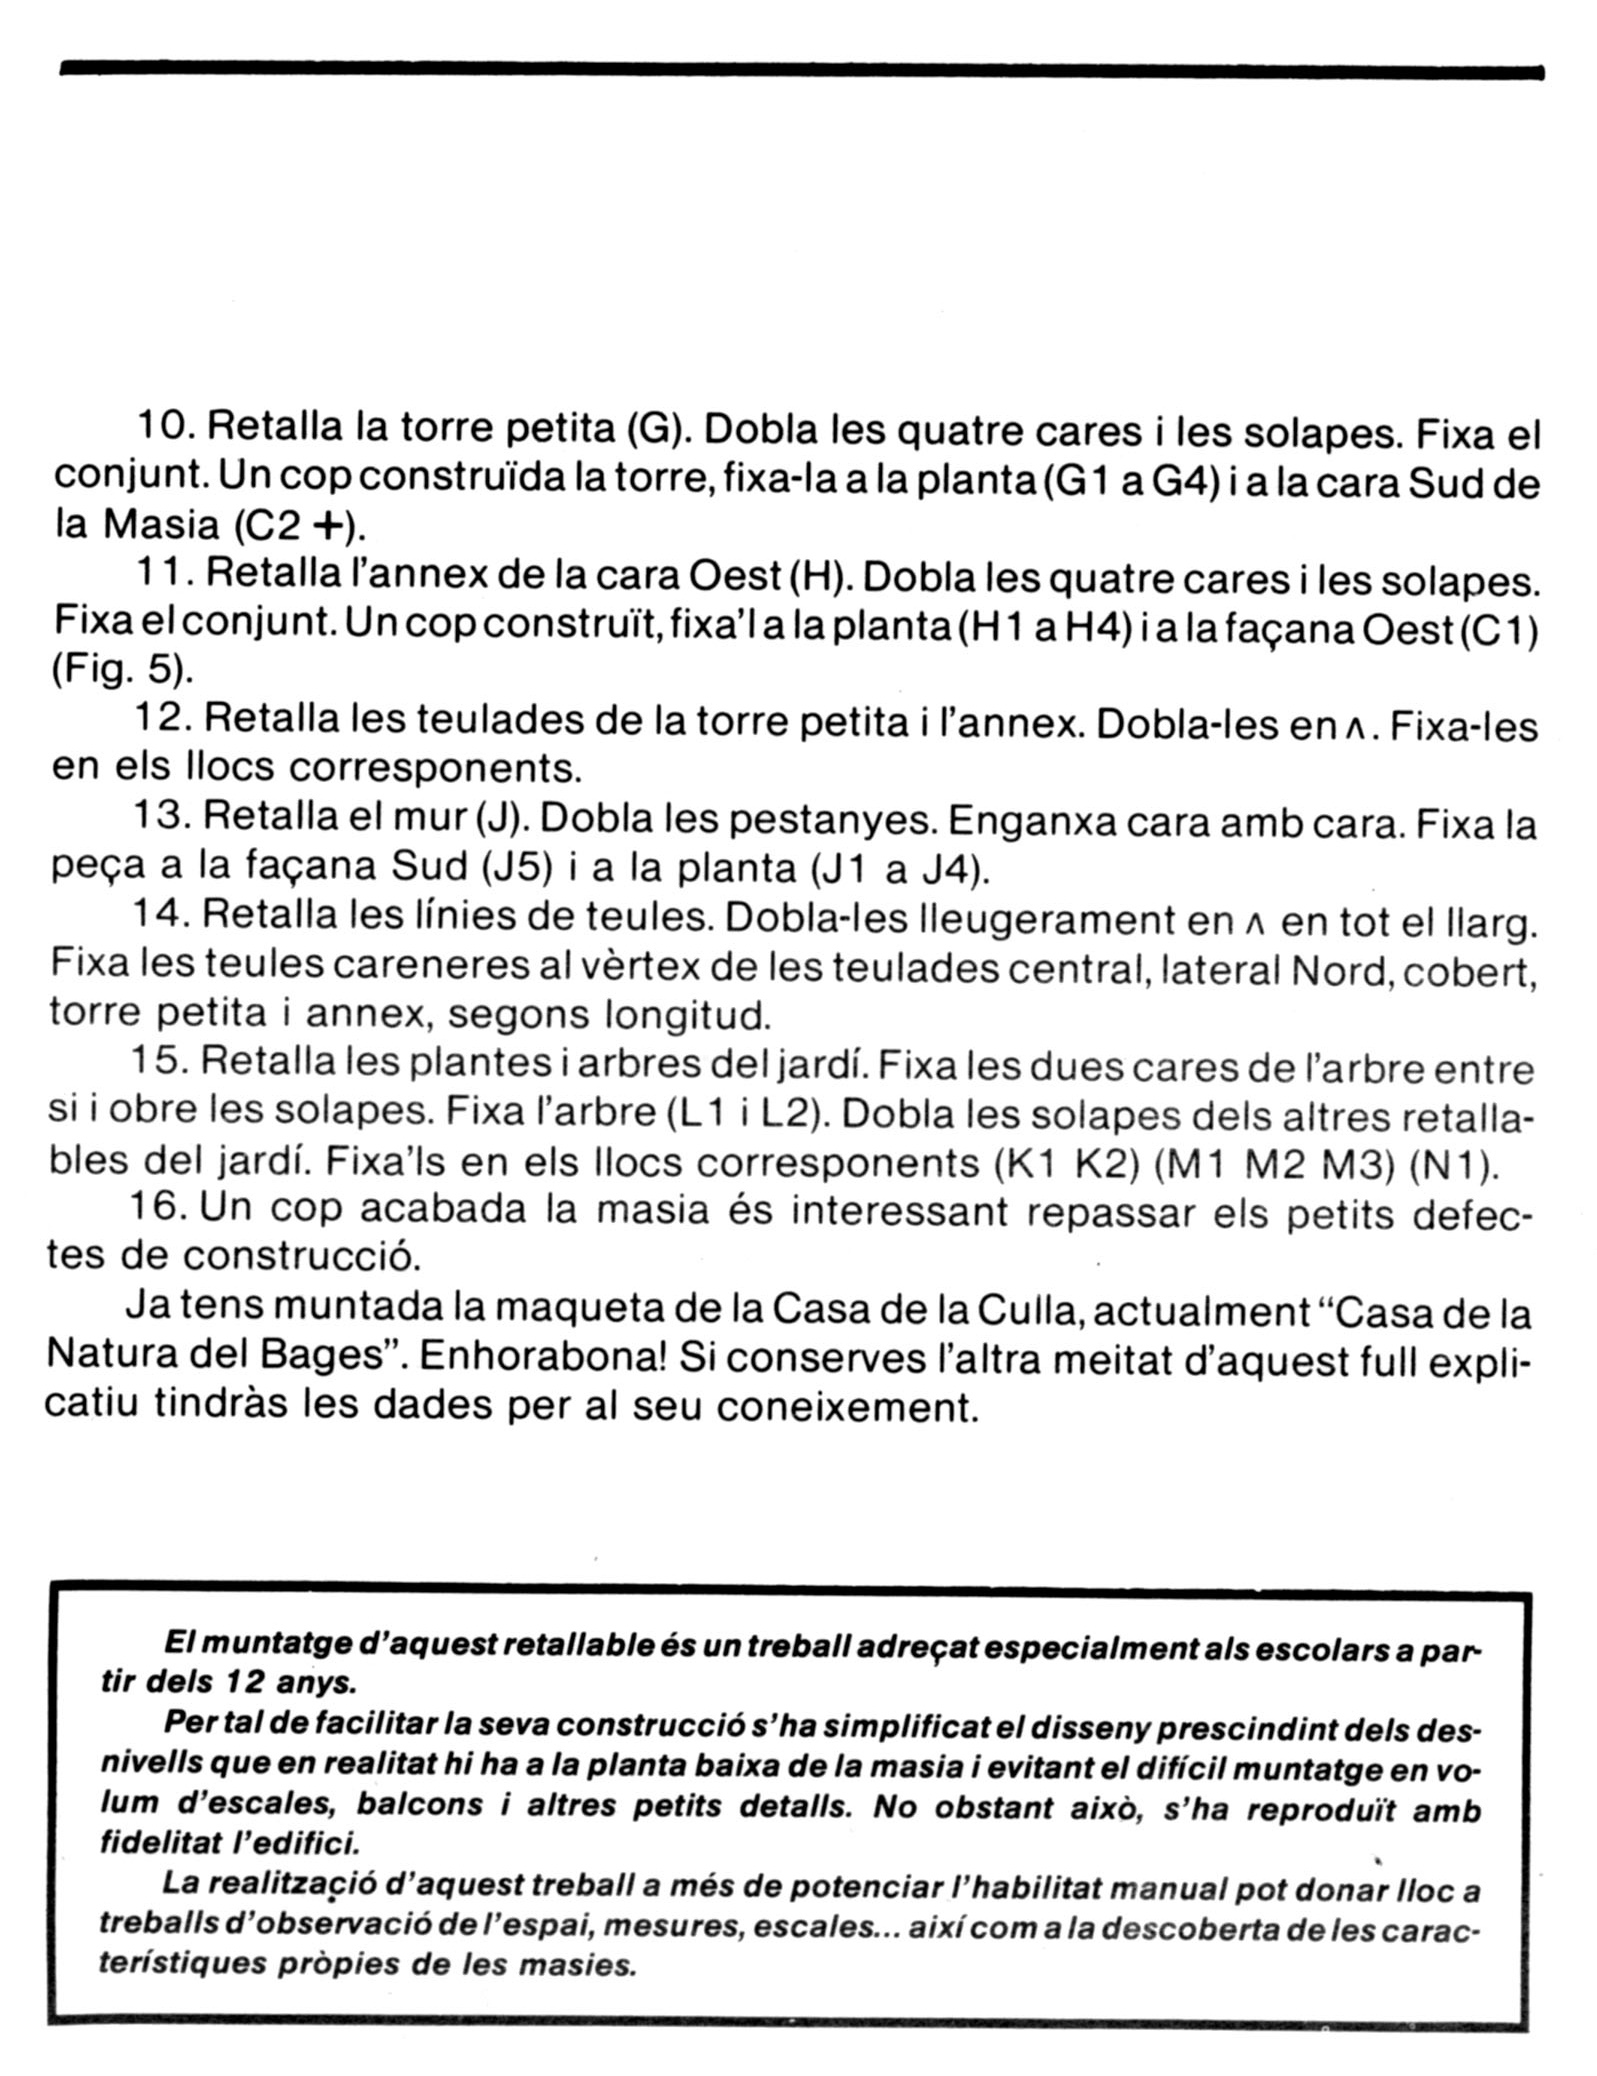 10. Retalla la torre petita (G). Dobla les quatre cares i les solapes. Fixa el
conjunt. Un cop construïda la torre, fixa-la a la planta (G1 a G4) i a la cara Sud de
la Masia (C2 +).
11. Retalla l'annex de la cara Oest (H). Dobla les quatre cares i les solapes.
Fixa el conjunt. Un cop construït, fixa'l a la planta (H1 a H4) i a la façana Oest (C1)
(Fig. 5).
12. Retalla les teulades de la torre petita i l'annex. Dobla-les en ʌ. Fixa-les
en els llocs corresponents.
13. Retalla el mur (J). Dobla les pestanyes. Enganxa cara amb cara. Fixa la
peça a la façana Sud (J5) i a la planta (J1 a J4).
14. Retalla les línies de teules. Dobla-les lleugerament en ʌ en tot el llarg.
Fixa les teules careneres al vèrtex de les teulades central, lateral Nord, cobert,
torre petita i annex, segons longitud.
15. Retalla les plantes i arbres del jardí. Fixa les dues cares de l'arbre entre
si i obre les solapes. Fixa l'arbre (L1 i L2). Dobla les solapes dels altres retalla-
bles del jardí. Fixa'ls en els llocs corresponents (K1 K2) (M1 M2 M3) (N1).
16. Un cop acabada la masia és interessant repassar els petits defec-
tes de construcció.
Ja tens muntada la maqueta de la Casa de la Culla, actualment “Casa de la
Natura del Bages”. Enhorabona! Si conserves l'altra meitat d'aquest full expli-
catiu tindràs les dades per al seu coneixement.
El muntatge d'aquest retallable és un treball adreçat especialment als escolars a par-
tir dels 12 anys.
Per tal de facilitar la seva construcció s'ha simplificat el disseny prescindint dels des-
nivells que en realitat hi ha a la planta baixa de la masia i evitant el difícil muntatge en vo-
lum d'escales, balcons i altres petits detalls. No obstant això, s'ha reproduït amb
fidelitat l'edifici.
La realització d'aquest treball a més de potenciar l'habilitat manual pot donar lloc a
treballs d'observació de l'espai, mesures, escales... així com a la descoberta de les carac-
terístiques pròpies de les masies.